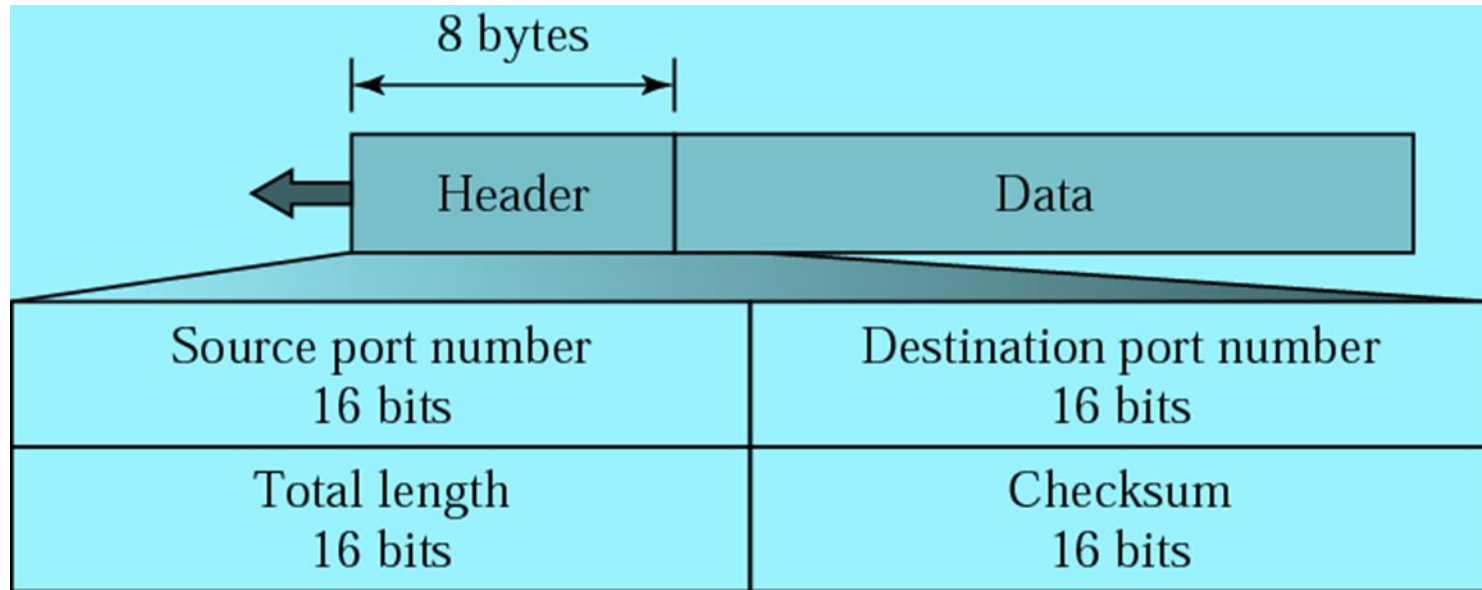 8 bytes
Header
Data
Source port number
16 bits
Destination port number
16 bits
Total length
16 bits
Checksum
16 bits